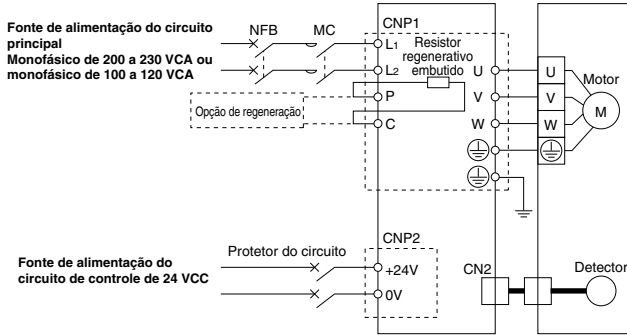 Fonte de alimentação do circuito
principal
Monofásico de 200 a 230 VCA ou
monofásico de 100 a 120 VCA
NFB
MC
CNP1
L1
Resistor
regenerativo
embutido
L2
U
U
Motor
P
V
V
M
Opção de regeneração
C
W
W
CNP2
Protetor do circuito
Fonte de alimentação do
circuito de controle de 24 VCC
+24V
CN2
Detector
0V